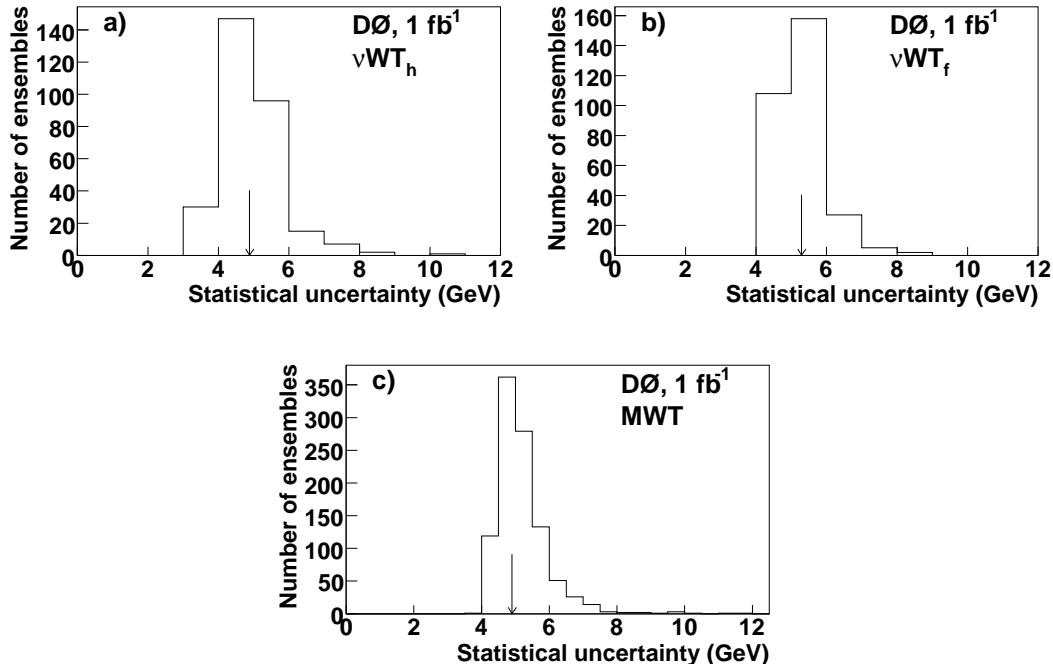 a)
DØ, 1 fb-1
νWTh
Number of ensembles
140
120
100
80
60
40
20
0
0 2 4 6 8 10 12
Statistical uncertainty (GeV)
b)
DØ, 1 fb-1
νWTf
Number of ensembles
160
140
120
100
80
60
40
20
0
0 2 4 6 8 10 12
Statistical uncertainty (GeV)
c)
DØ, 1 fb-1
MWT
Number of ensembles
350
300
250
200
150
100
50
0
0 2 4 6 8 10 12
Statistical uncertainty (GeV)